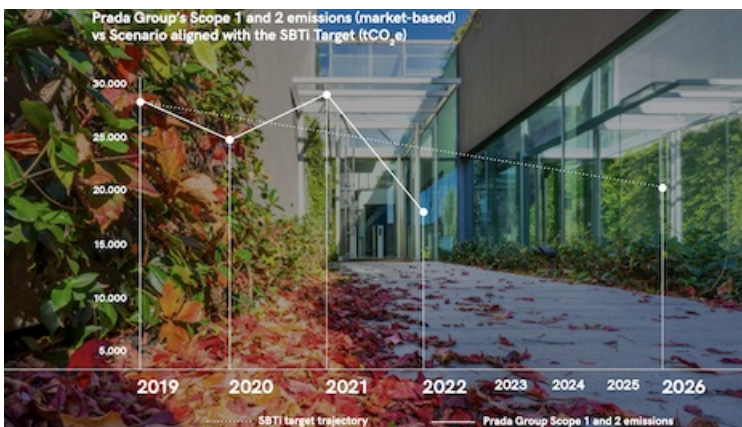 Prada Group's Scope 1 and 2 emissions (market-based)
vs Scenario aligned with the SBTi Target (tCO₂e)
30.000
25.000
20.000
15.000
10.000
5.000
2019 2020 2021 2022 2023 2024 2025 2026
SBTi target trajectory Prada Group Scope 1 and 2 emissions